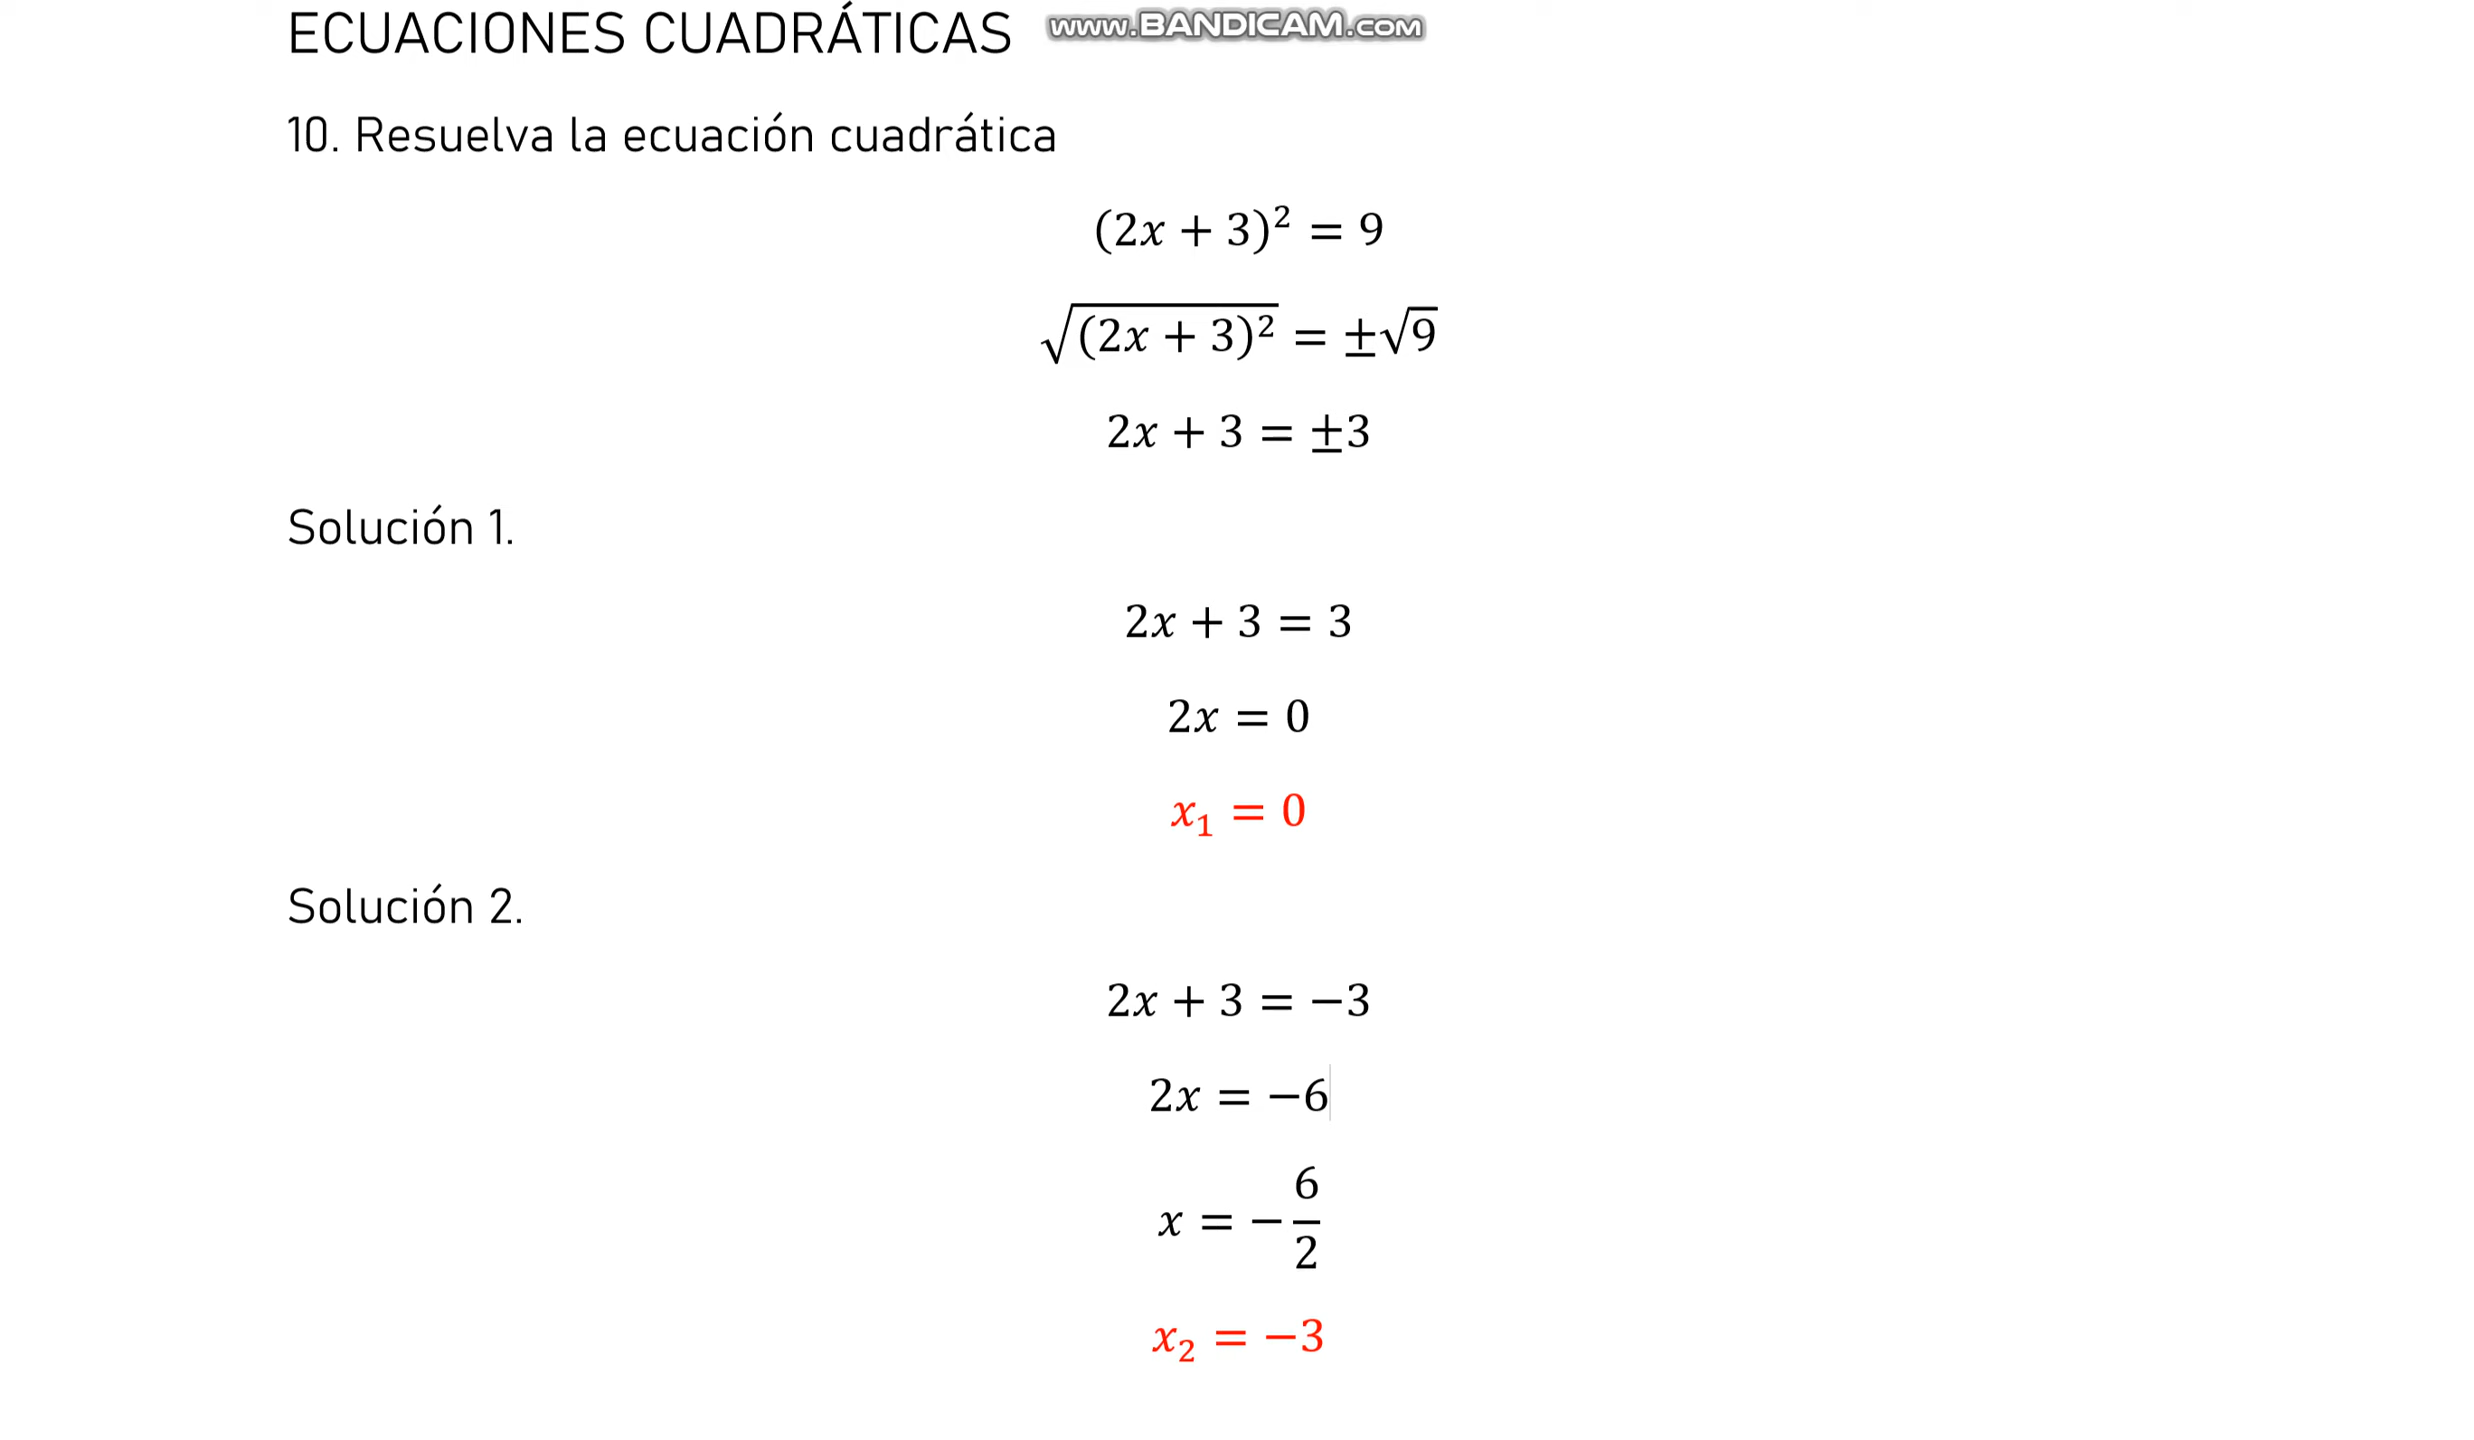 ECUACIONES CUADRÁTICAS www.BANDICAM.com
10. Resuelva la ecuación cuadrática
(2x + 3)² = 9
√(2x + 3)² = ±√9
2x + 3 = ±3
Solución 1.
2x + 3 = 3
2x = 0
x₁ = 0
Solución 2.
2x + 3 = −3
2x = −6
x = −6/2
x₂ = −3